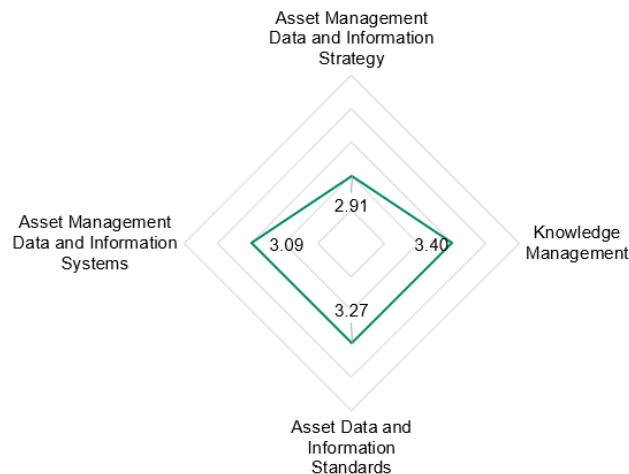 Asset Management
Data and Information
Strategy
2.91
Asset Management
Data and Information
Systems
3.09
3.40
Knowledge
Management
3.27
Asset Data and
Information
Standards